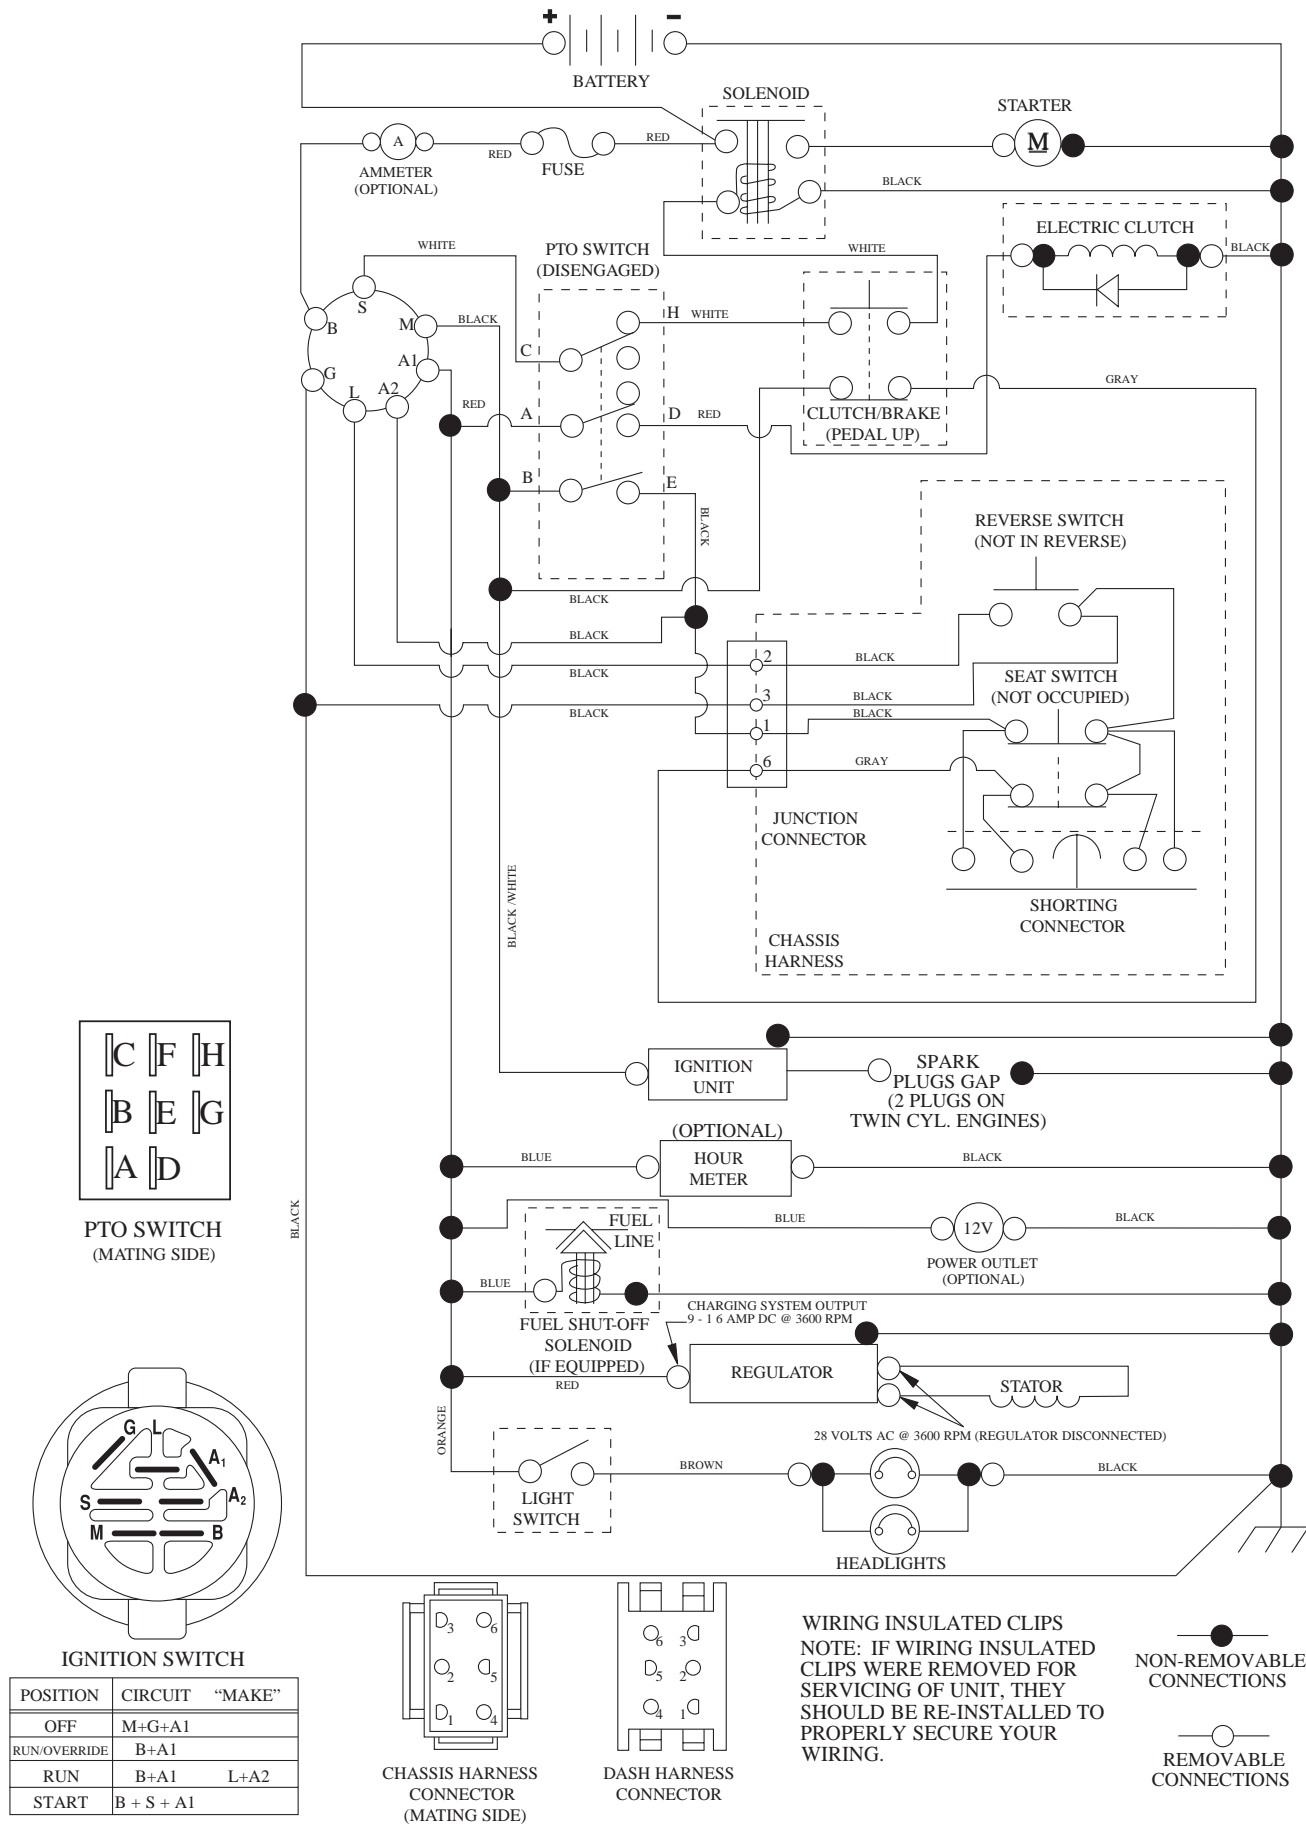 + −
BATTERY
SOLENOID
STARTER
A
M
RED
RED
FUSE
AMMETER
(OPTIONAL)
BLACK
ELECTRIC CLUTCH
BLACK
WHITE
PTO SWITCH
(DISENGAGED)
WHITE
S
B
M
BLACK
H
WHITE
C
A1
G
A2
L
RED
A
D
RED
GRAY
CLUTCH/BRAKE
(PEDAL UP)
B
E
BLACK
REVERSE SWITCH
(NOT IN REVERSE)
BLACK
BLACK
2
BLACK
BLACK
SEAT SWITCH
(NOT OCCUPIED)
3
BLACK
BLACK
BLACK
1
6
GRAY
JUNCTION
CONNECTOR
BLACK /WHITE
SHORTING
CONNECTOR
CHASSIS
HARNESS
C F H
B E G
A D
PTO SWITCH
(MATING SIDE)
IGNITION
UNIT
SPARK
PLUGS GAP
(2 PLUGS ON
TWIN CYL. ENGINES)
(OPTIONAL)
BLUE
HOUR
METER
BLACK
BLACK
FUEL
LINE
BLUE
12V
BLACK
POWER OUTLET
(OPTIONAL)
BLUE
FUEL SHUT-OFF
SOLENOID
(IF EQUIPPED)
CHARGING SYSTEM OUTPUT
9 - 1 6 AMP DC @ 3600 RPM
REGULATOR
RED
STATOR
ORANGE
28 VOLTS AC @ 3600 RPM (REGULATOR DISCONNECTED)
BROWN
BLACK
LIGHT
SWITCH
HEADLIGHTS
G L
A1
S
A2
M B
IGNITION SWITCH
POSITION CIRCUIT “MAKE”
OFF M+G+A1
RUN/OVERRIDE B+A1
RUN B+A1 L+A2
START B + S + A1
3 6
2 5
1 4
CHASSIS HARNESS
CONNECTOR
(MATING SIDE)
6 3
5 2
4 1
DASH HARNESS
CONNECTOR
WIRING INSULATED CLIPS
NOTE: IF WIRING INSULATED
CLIPS WERE REMOVED FOR
SERVICING OF UNIT, THEY
SHOULD BE RE-INSTALLED TO
PROPERLY SECURE YOUR
WIRING.
NON-REMOVABLE
CONNECTIONS
REMOVABLE
CONNECTIONS